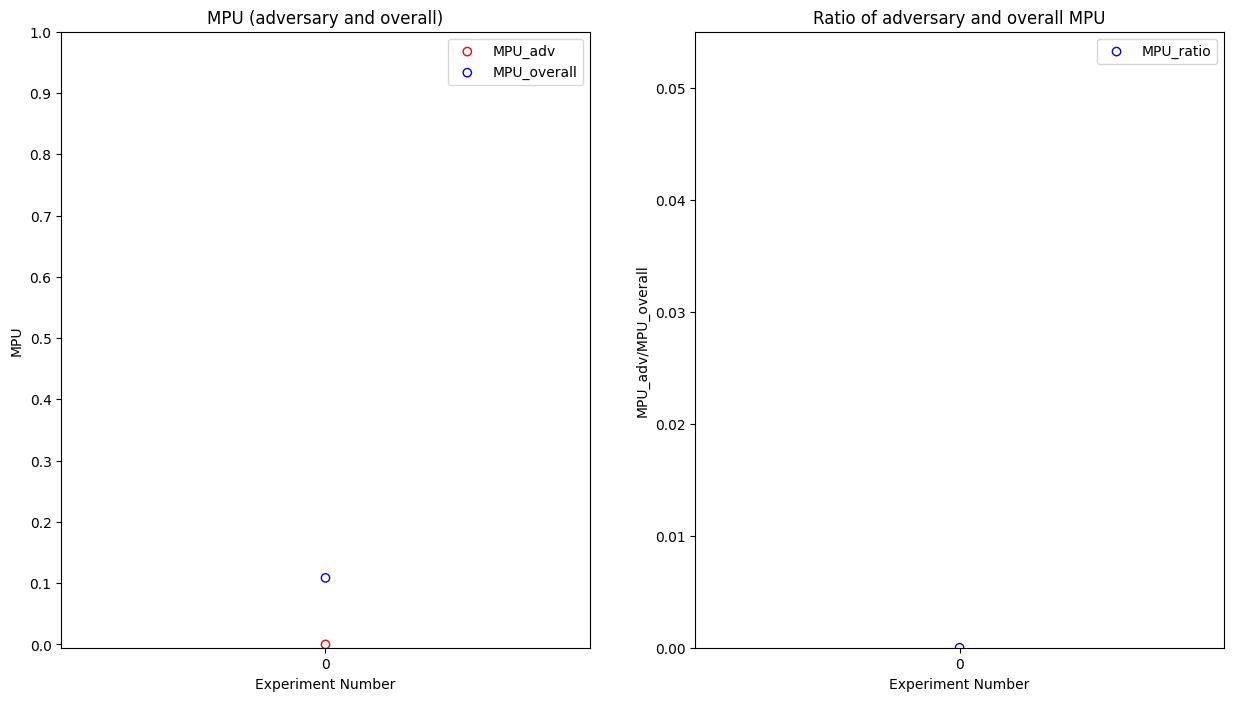 MPU (adversary and overall)
1.0
0.9
0.8
0.7
0.6
0.5
0.4
0.3
0.2
0.1
0.0
MPU
MPU_adv
MPU_overall
0
Experiment Number
Ratio of adversary and overall MPU
0.05
0.04
0.03
0.02
0.01
0.00
MPU_adv/MPU_overall
MPU_ratio
0
Experiment Number